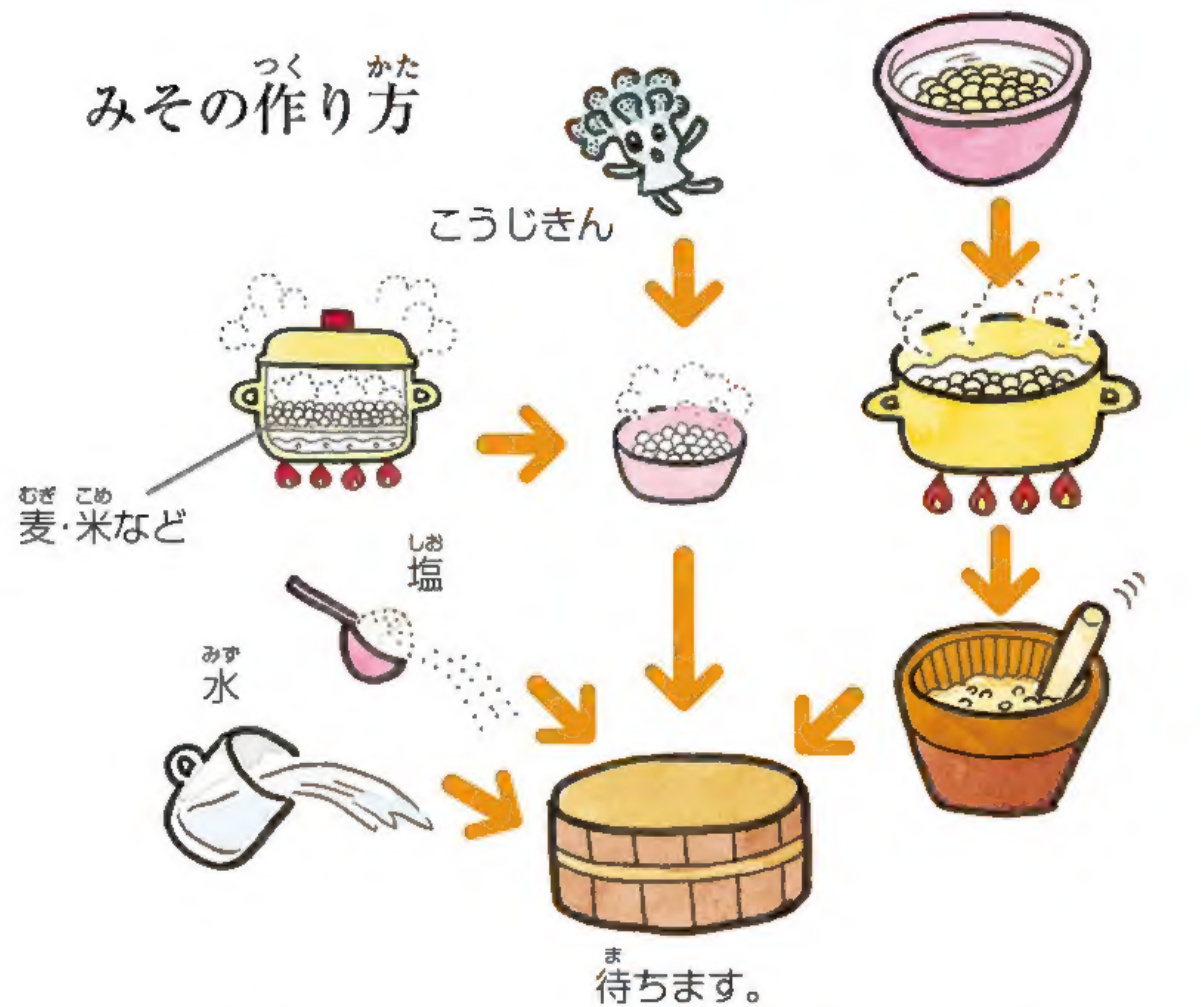 みその作り方
こうじきん
麦・米など
塩
水
待ちます。